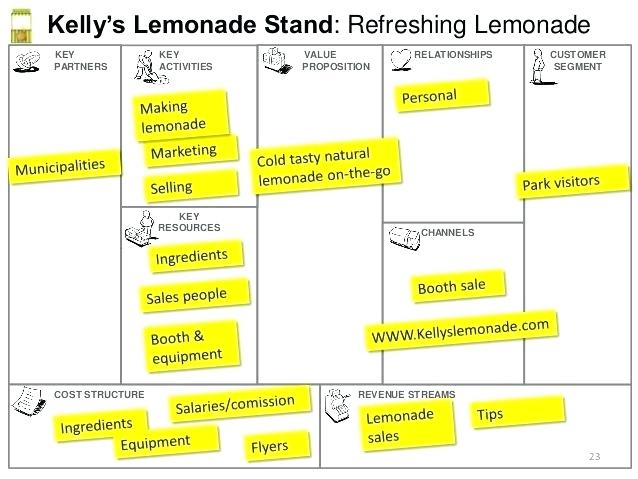 Kelly's Lemonade Stand: Refreshing Lemonade
KEY
PARTNERS
Municipalities
KEY
ACTIVITIES
Making
lemonade
Marketing
Selling
KEY
RESOURCES
Ingredients
Sales people
Booth &
equipment
VALUE
PROPOSITION
Cold tasty natural
lemonade on-the-go
RELATIONSHIPS
Personal
CHANNELS
Booth sale
WWW.Kellyslemonade.com
CUSTOMER
SEGMENT
Park visitors
COST STRUCTURE
Ingredients
Salaries/comission
Equipment
Flyers
REVENUE STREAMS
Lemonade
sales
Tips
23